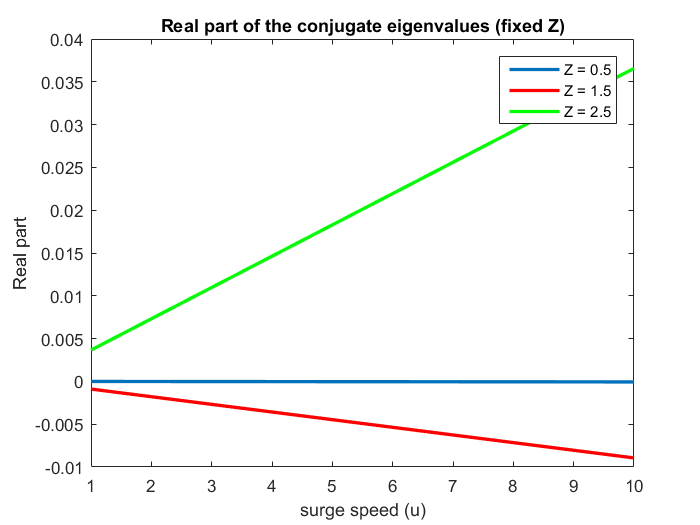 Real part of the conjugate eigenvalues (fixed Z)
0.04
0.035
0.03
0.025
0.02
0.015
0.01
0.005
0
-0.005
-0.01
Real part
Z = 0.5
Z = 1.5
Z = 2.5
1 2 3 4 5 6 7 8 9 10
surge speed (u)